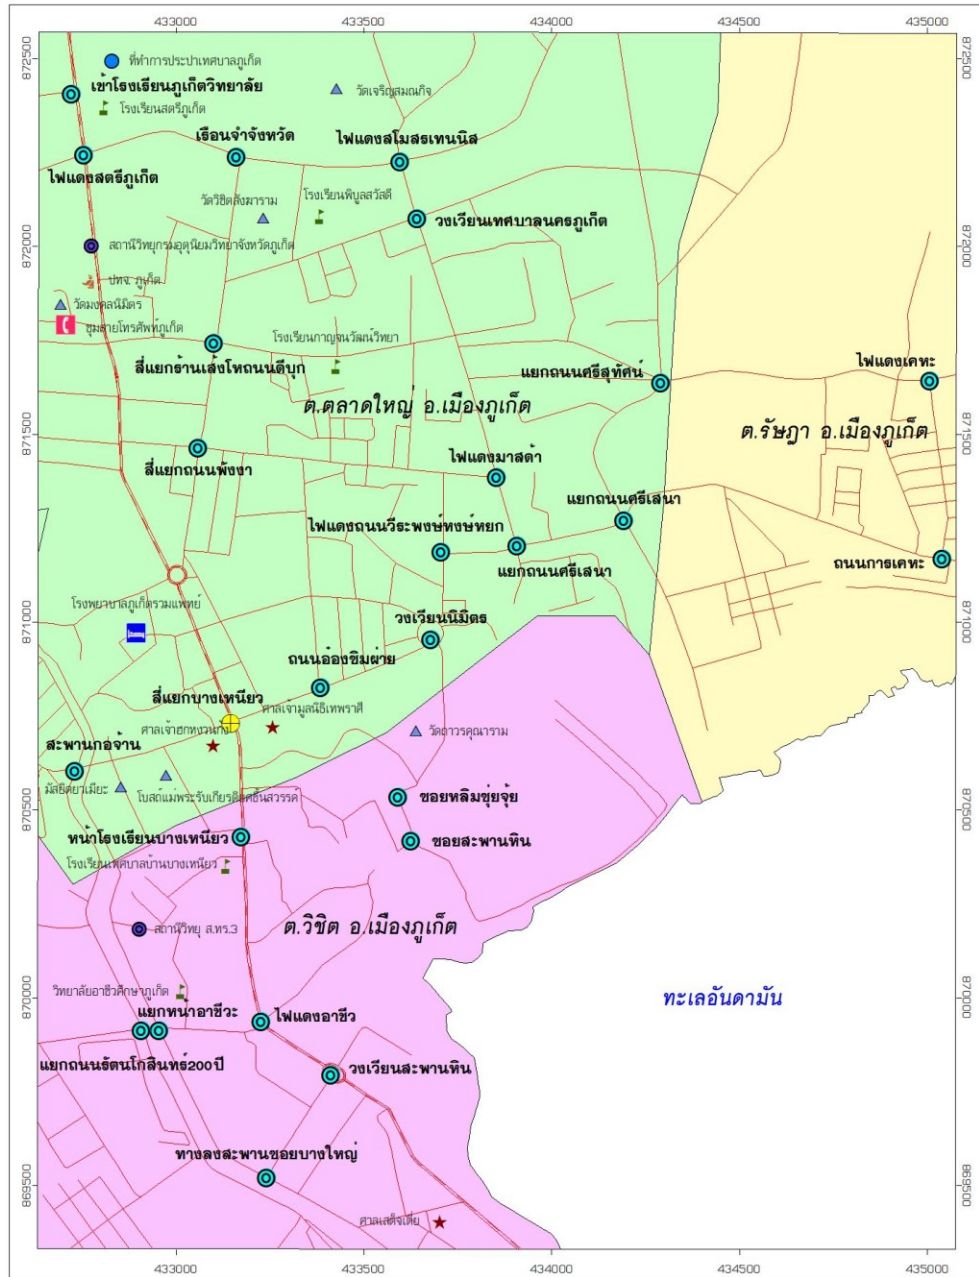 433000 433500 434000 434500 435000
872500 872500
ที่ทำการประปาเทศบาลภูเก็ต
เข้าโรงเรียนภูเก็ตวิทยาลัย
วัดเจริญสมณกิจ
โรงเรียนสตรีภูเก็ต
เรือนจำจังหวัด
ไฟแดงสโมสรเทนนิส
ไฟแดงสตรีภูเก็ต
วัดวิชิตสังฆาราม
โรงเรียนพิบูลสวัสดี
วงเวียนเทศบาลนครภูเก็ต
872000 872000
สถานีวิทยุกรมอุตุนิยมวิทยาจังหวัดภูเก็ต
ปทจ. ภูเก็ต
วัดมงคลนิมิตร
ชุมสายโทรศัพท์ภูเก็ต
โรงเรียนกาญจนวัฒน์วิทยา
สี่แยกร้านเส้งโหถนนดีบุก
แยกถนนศรีสุทัศน์
ไฟแดงเคหะ
ต.ตลาดใหญ่ อ.เมืองภูเก็ต
ต.รัษฎา อ.เมืองภูเก็ต
871500 871500
สี่แยกถนนพังงา
ไฟแดงมาสด้า
แยกถนนศรีเสนา
ไฟแดงถนนวีระพงษ์หงษ์หยก
แยกถนนศรีเสนา
ถนนการเคหะ
โรงพยาบาลภูเก็ตรวมแพทย์
871000 871000
วงเวียนนิมิตร
ถนนอ๋องซิมผ่าย
สี่แยกบางเหนียว
ศาลเจ้ามูลนิธิเทพราศี
ศาลเจ้าฮกหงวนก้ง
วัดถาวรคุณาราม
สะพานกอจ๊าน
มัสยิดยาเมียะ
โบสถ์แม่พระรับเกียรติยกขึ้นสวรรค์
ซอยหลิมซุ่ยจุ้ย
870500 870500
หน้าโรงเรียนบางเหนียว
ซอยสะพานหิน
โรงเรียนเทศบาลบ้านบางเหนียว
สถานีวิทยุ ส.ทร.3
ต.วิชิต อ.เมืองภูเก็ต
วิทยาลัยอาชีวศึกษาภูเก็ต
870000 870000
ทะเลอันดามัน
แยกหน้าอาชีวะ
ไฟแดงอาชีว
แยกถนนรัตนโกสินทร์200ปี
วงเวียนสะพานหิน
ทางลงสะพานซอยบางใหญ่
869500 869500
ศาลเสด็จเตี่ย
433000 433500 434000 434500 435000